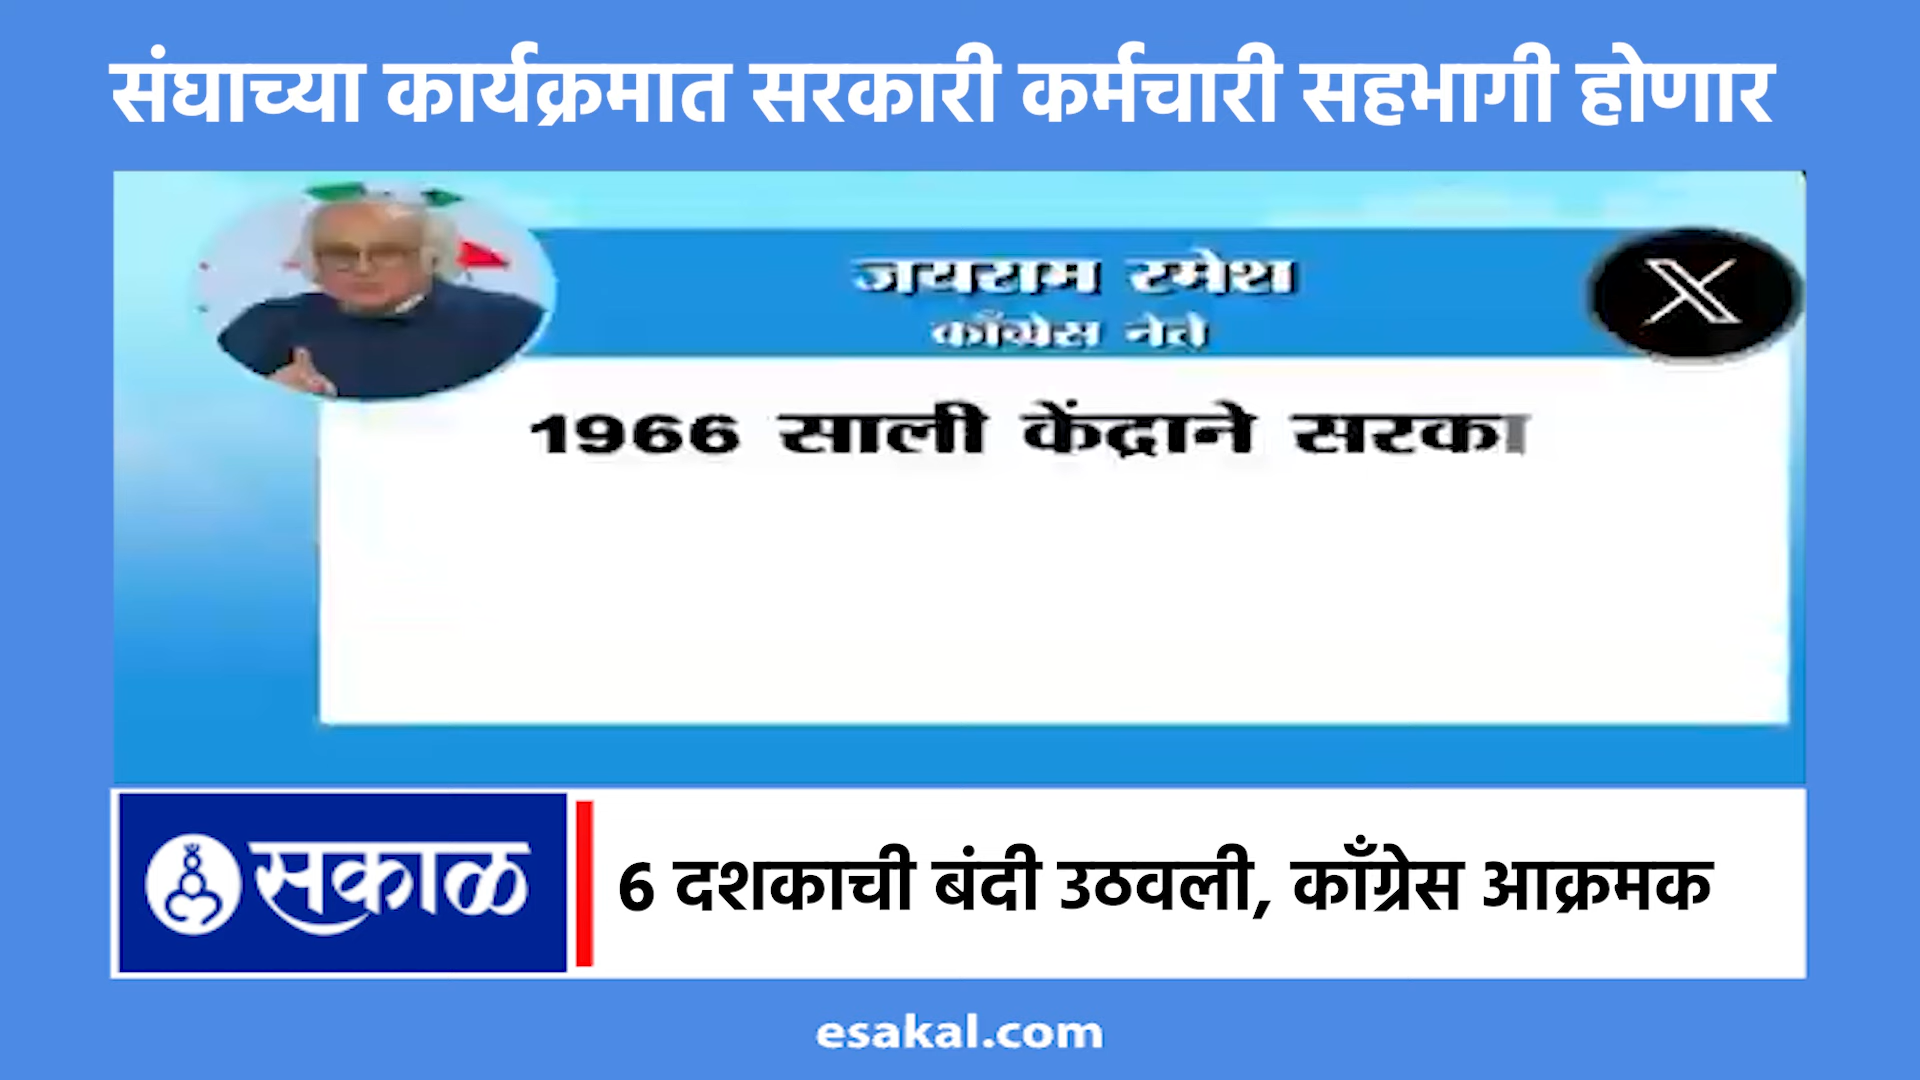 संघाच्या कार्यक्रमात सरकारी कर्मचारी सहभागी होणार
जयराम रमेश
काँग्रेस नेते
1966 साली केंद्राने सरका
सकाळ
6 दशकाची बंदी उठवली, काँग्रेस आक्रमक
esakal.com